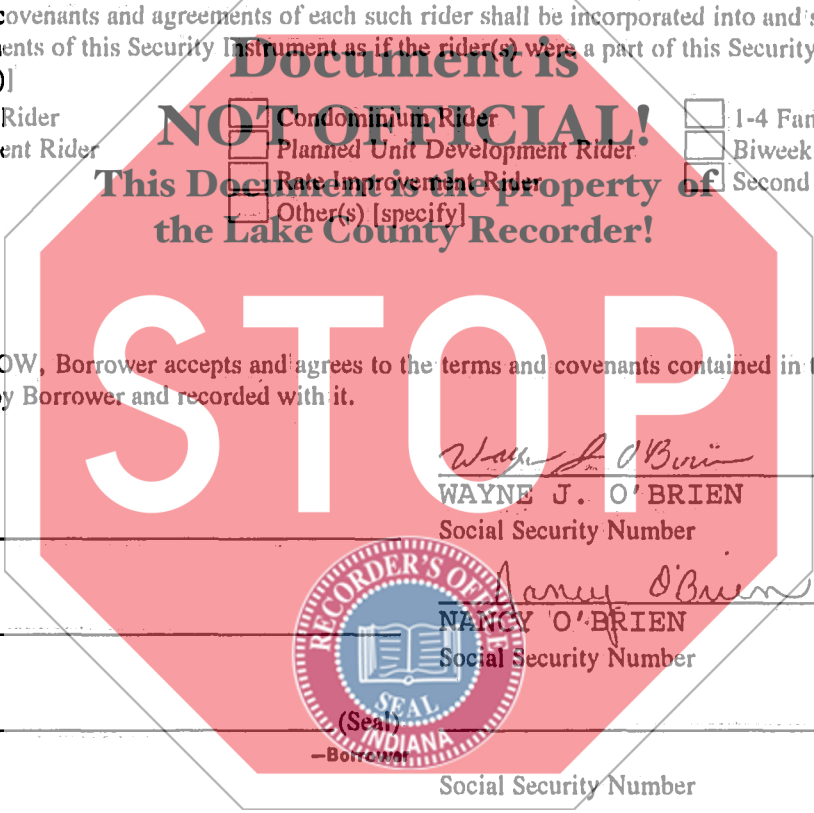 covenants and agreements of each such rider shall be incorporated into and s
ents of this Security Instrument as if the rider(s) were a part of this Security
)]
Document is
NOT OFFICIAL!
This Document is the property of
the Lake County Recorder!
Rider
Condominium Rider
1-4 Fam
ent Rider
Planned Unit Development Rider
Biweek
Rate Improvement Rider
Second
Other(s) [specify]
STOP
OW, Borrower accepts and agrees to the terms and covenants contained in t
y Borrower and recorded with it.
Wayne J. O'Brien
WAYNE J. O'BRIEN
Social Security Number
Nancy O'Brien
NANCY O'BRIEN
Social Security Number
RECORDER'S OFFICE
SEAL
INDIANA
(Seal)
—Borrower
Social Security Number